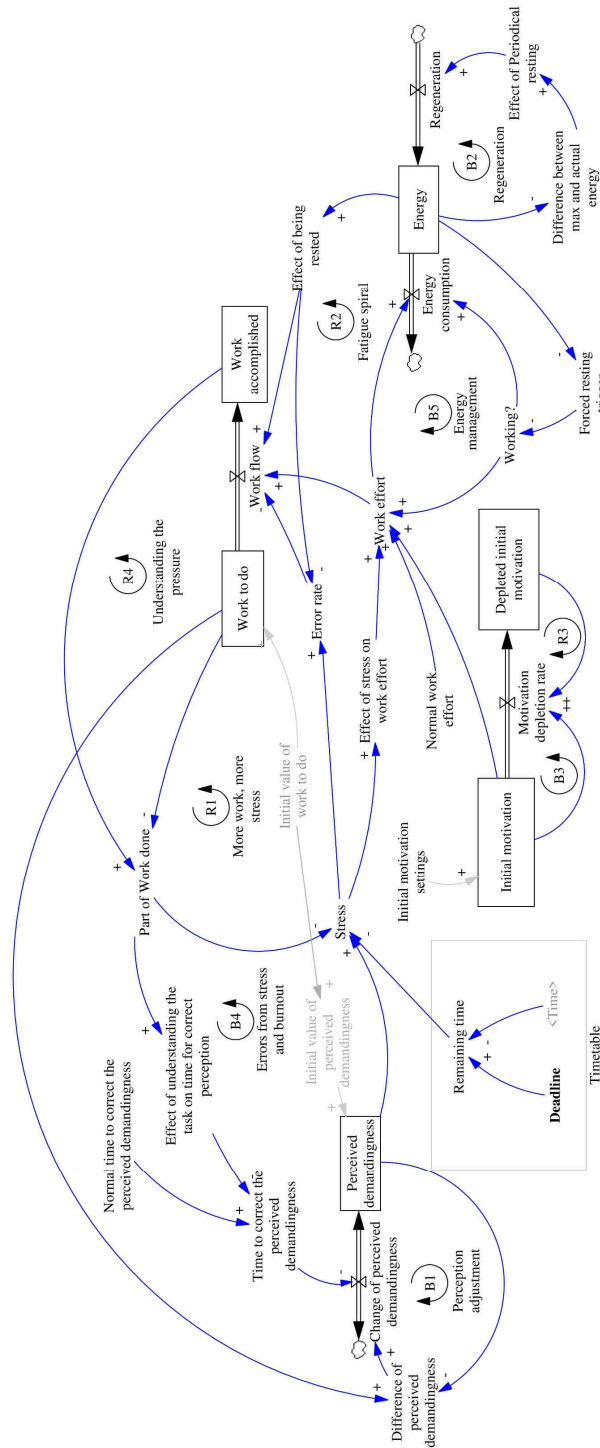 Normal time to correct the
perceived demandingness
Part of Work done
+
-
Effect of understanding the
task on time for correct
perception
+
R4
Understanding the
pressure
Work to do
Work
accomplished
Work flow
-
+
+
R1
More work, more
stress
B4
Errors from stress
and burnout
Time to correct the
perceived
demandingness
+
-
Effect of being
rested
+
Initial value of
work to do
Initial value of
perceived
demandingness
+
+
Error rate
+
-
R2
Fatigue spiral
Stress
+
-
-
Perceived
demandingness
Change of perceived
demandingness
+
Difference of
perceived
demandingness
+
-
B1
Perception
adjustment
Effect of stress on
work effort
+
Work effort
+
+
+
+
Normal work
effort
Energy
Energy
consumption
+
+
Regeneration
+
B5
Energy
management
B2
Regeneration
Effect of Periodical
resting
+
Difference between
max and actual
energy
-
Working?
-
Forced resting
-
Initial motivation
settings
+
Initial motivation
Motivation
depletion rate
++
Depleted initial
motivation
B3
R3
Remaining time
+
-
Deadline
<Time>
Timetable